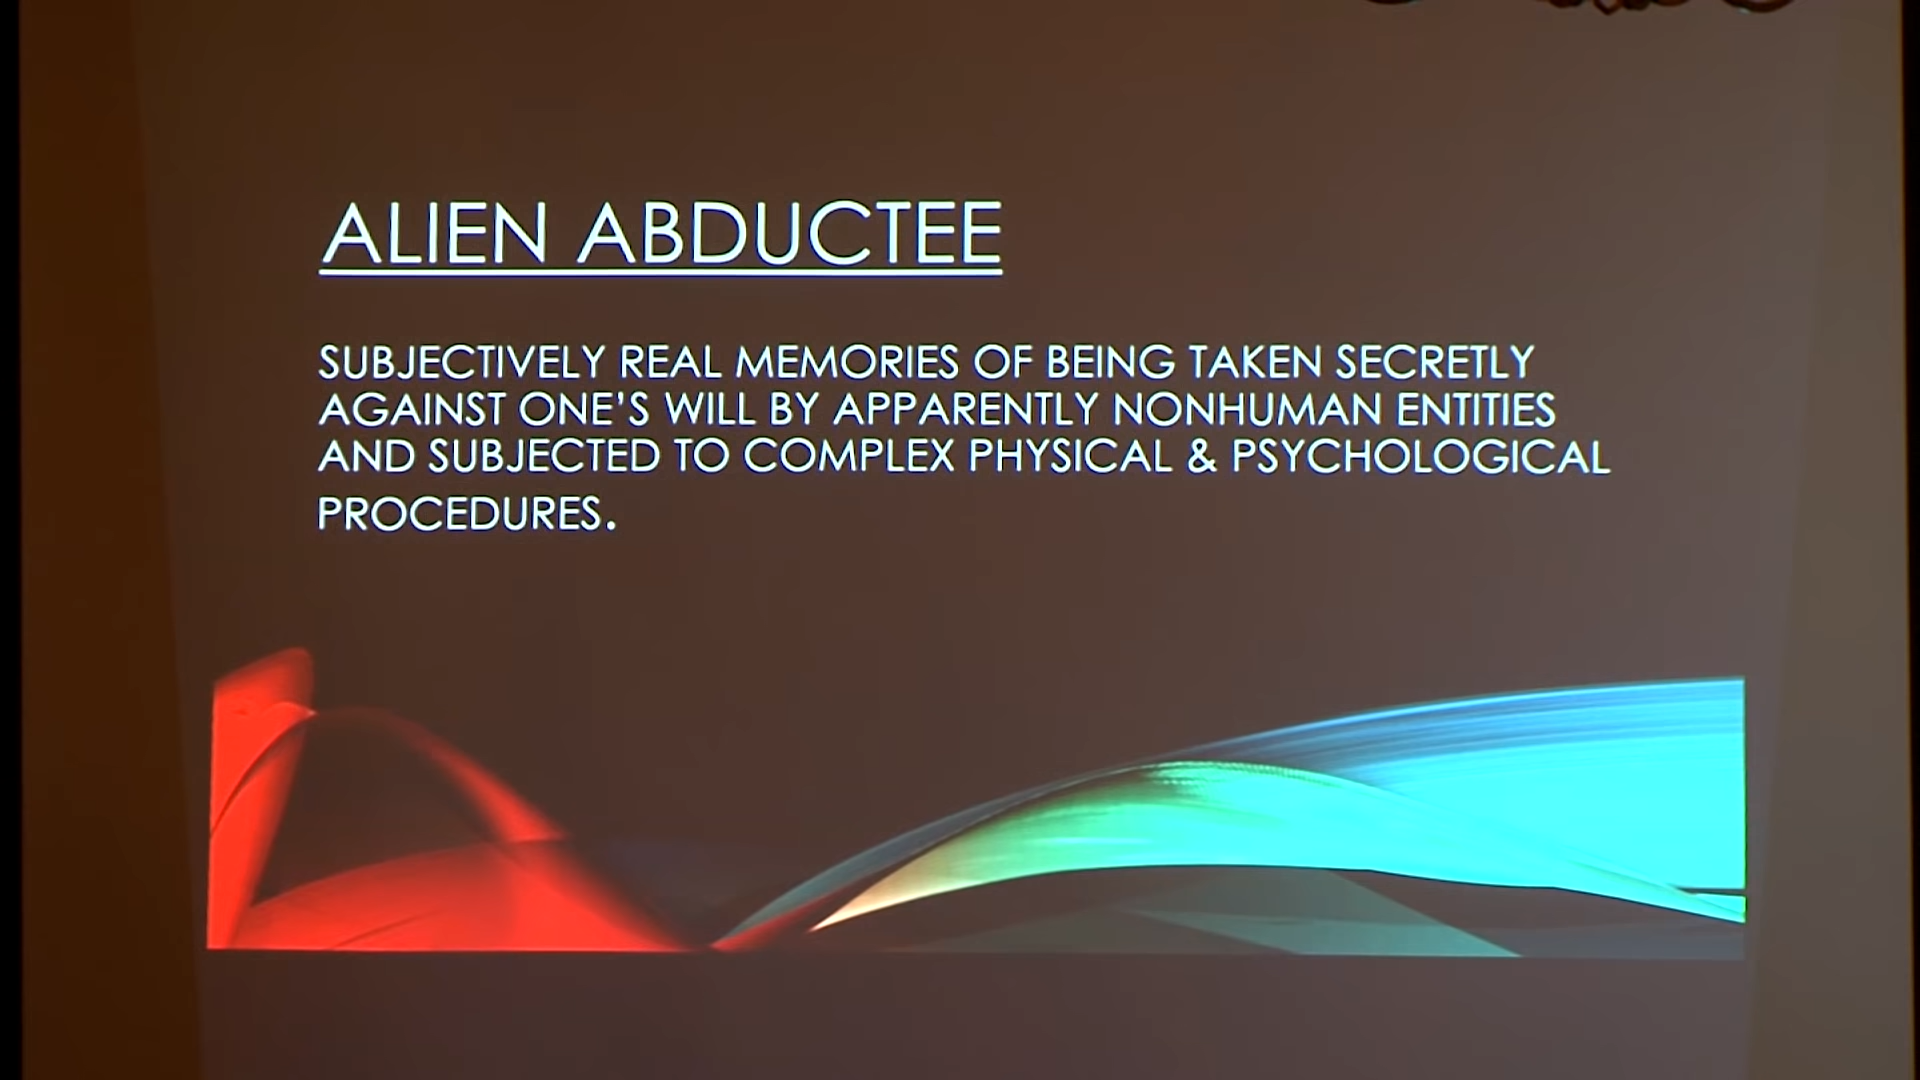 ALIEN ABDUCTEE
SUBJECTIVELY REAL MEMORIES OF BEING TAKEN SECRETLY
AGAINST ONE'S WILL BY APPARENTLY NONHUMAN ENTITIES
AND SUBJECTED TO COMPLEX PHYSICAL & PSYCHOLOGICAL
PROCEDURES.